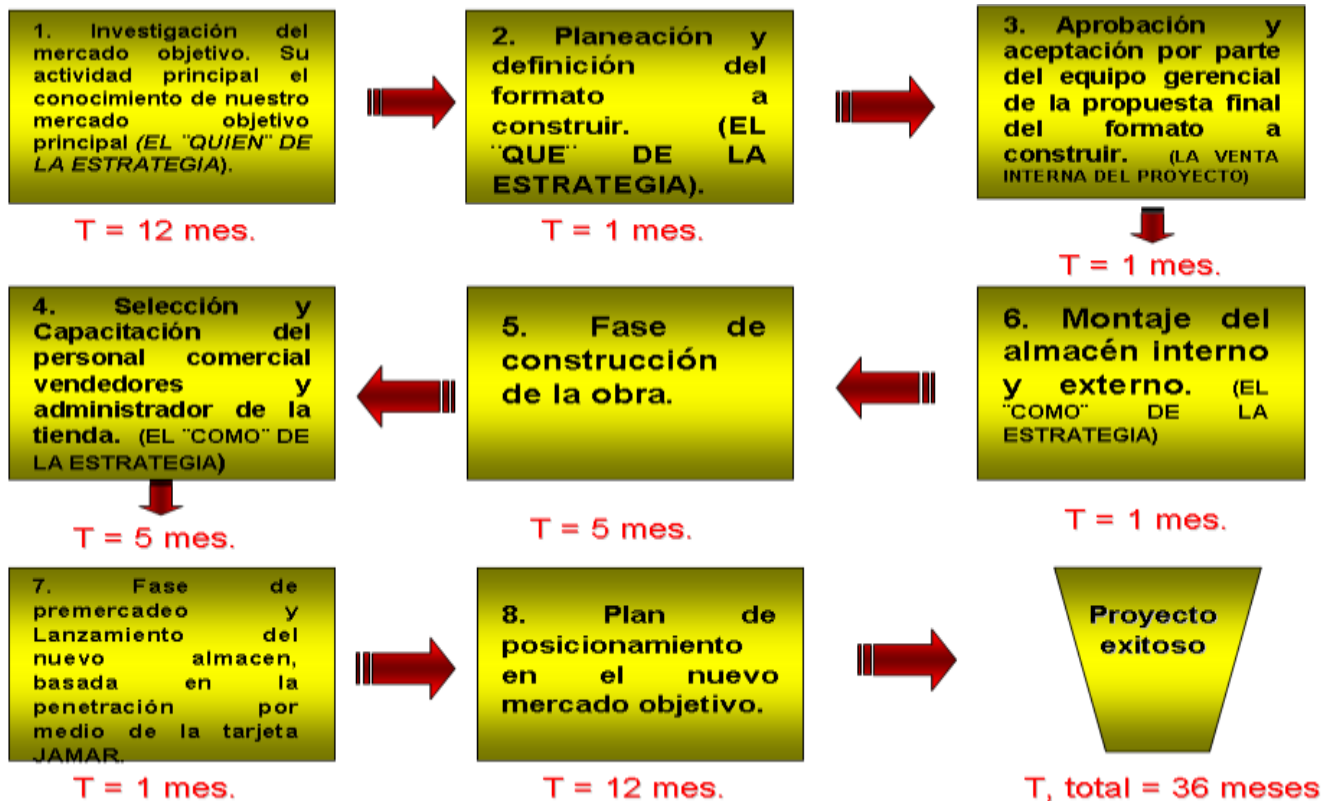 1. Investigación del
mercado objetivo. Su
actividad principal el
conocimiento de nuestro
mercado objetivo
principal (EL ¨QUIEN¨ DE
LA ESTRATEGIA).
T = 12 mes.
2. Planeación y
definición del
formato a
construir. (EL
¨QUE¨ DE LA
ESTRATEGIA).
T = 1 mes.
3. Aprobación y
aceptación por parte
del equipo gerencial
de la propuesta final
del formato a
construir. (LA VENTA
INTERNA DEL PROYECTO)
T = 1 mes.
4. Selección y
Capacitación del
personal comercial
vendedores y
administrador de la
tienda. (EL ¨COMO¨ DE
LA ESTRATEGIA)
T = 5 mes.
5. Fase de
construcción
de la obra.
T = 5 mes.
6. Montaje del
almacén interno
y externo. (EL
¨COMO¨ DE LA
ESTRATEGIA)
T = 1 mes.
7. Fase de
premercadeo y
Lanzamiento del
nuevo almacen,
basada en la
penetración por
medio de la tarjeta
JAMAR.
T = 1 mes.
8. Plan de
posicionamiento
en el nuevo
mercado objetivo.
T = 12 mes.
Proyecto
exitoso
T, total = 36 meses